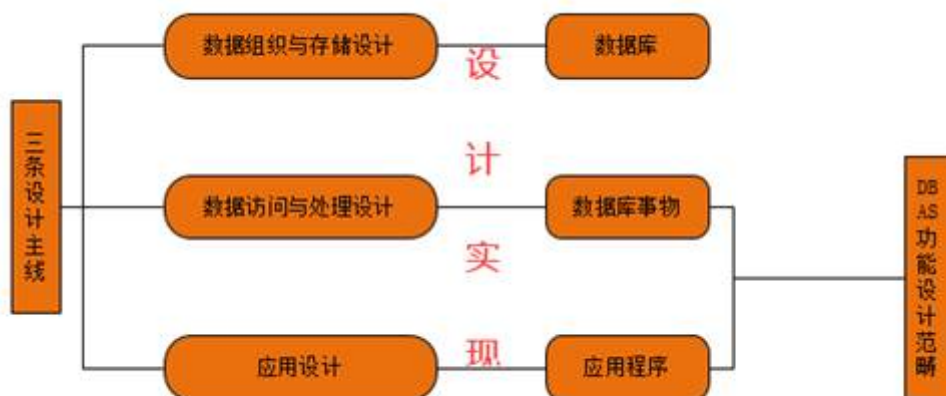 三条设计主线
数据组织与存储设计
数据库
数据访问与处理设计
数据库事物
应用设计
应用程序
设计实现
DBAS功能设计范畴